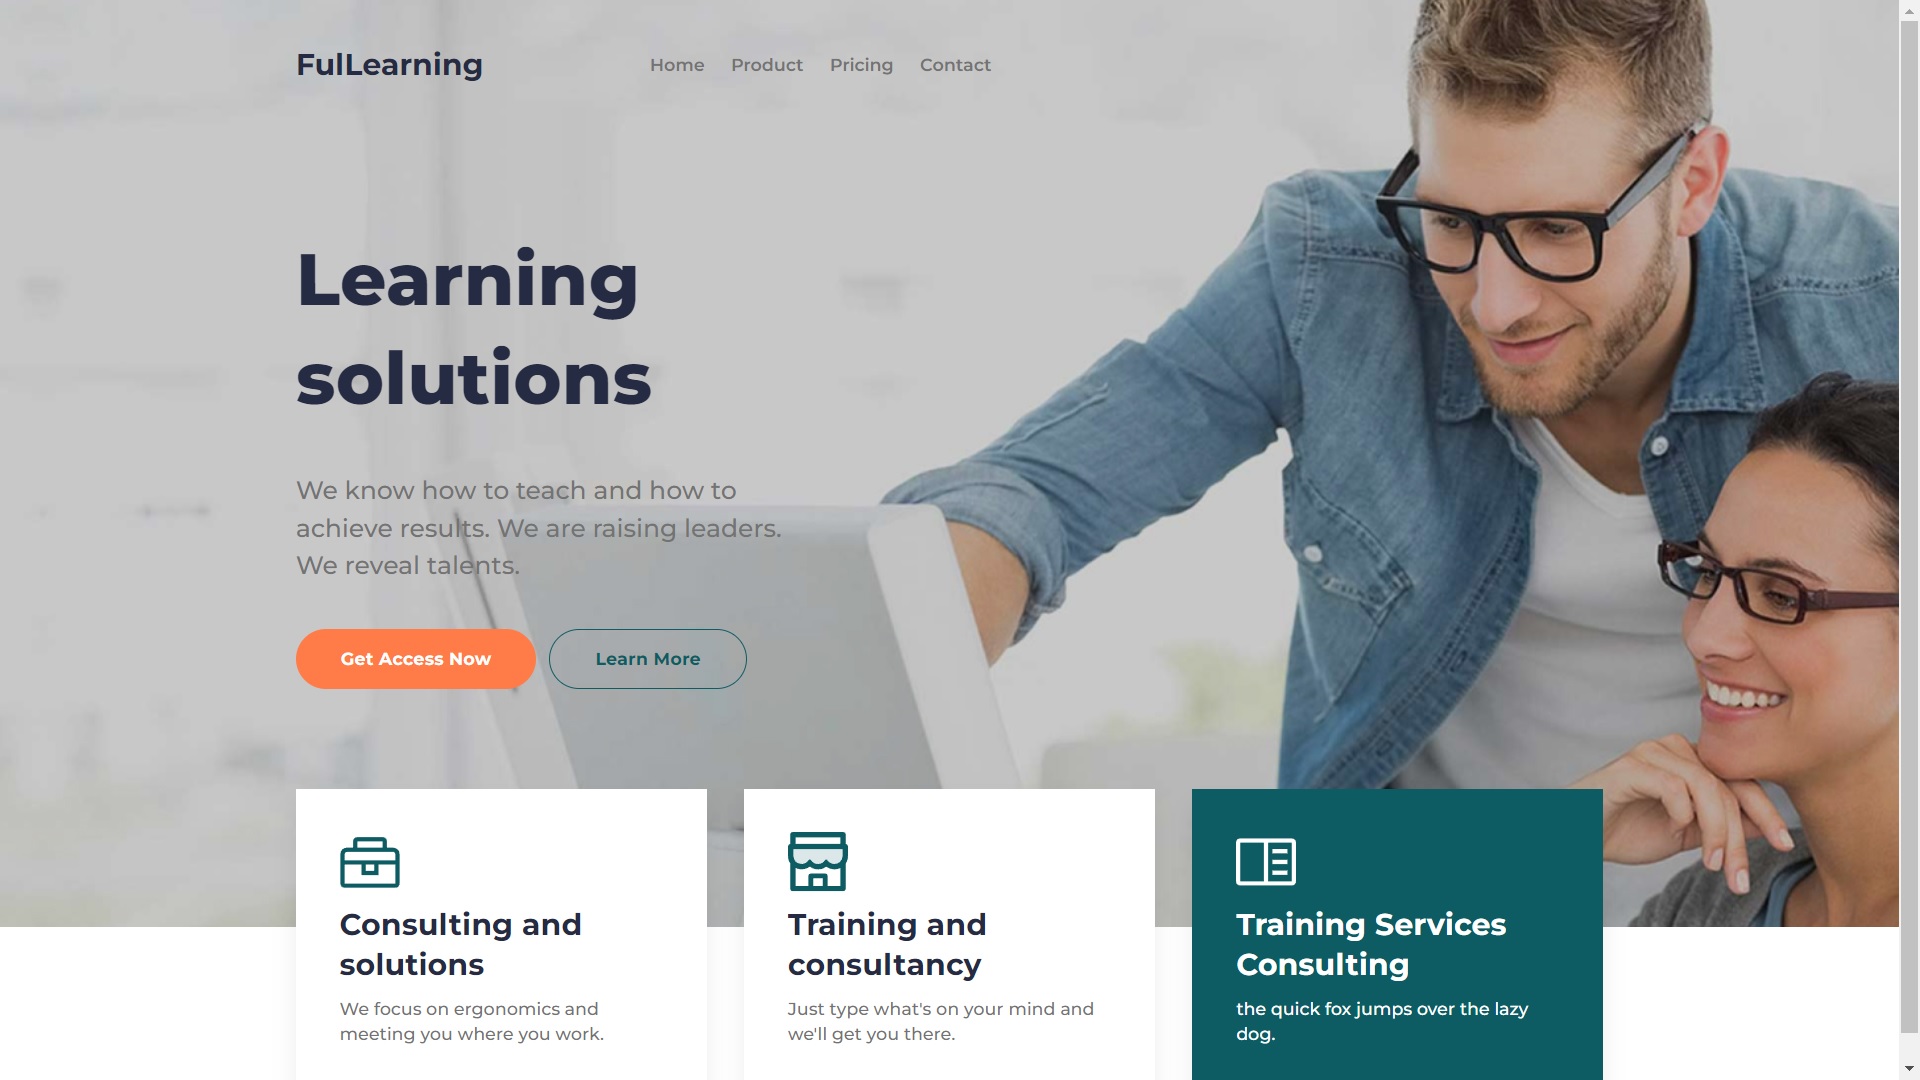 FulLearning
Home Product Pricing Contact
Learning
solutions
We know how to teach and how to
achieve results. We are raising leaders.
We reveal talents.
Get Access Now Learn More
Consulting and
solutions
We focus on ergonomics and
meeting you where you work.
Training and
consultancy
Just type what's on your mind and
we'll get you there.
Training Services
Consulting
the quick fox jumps over the lazy
dog.